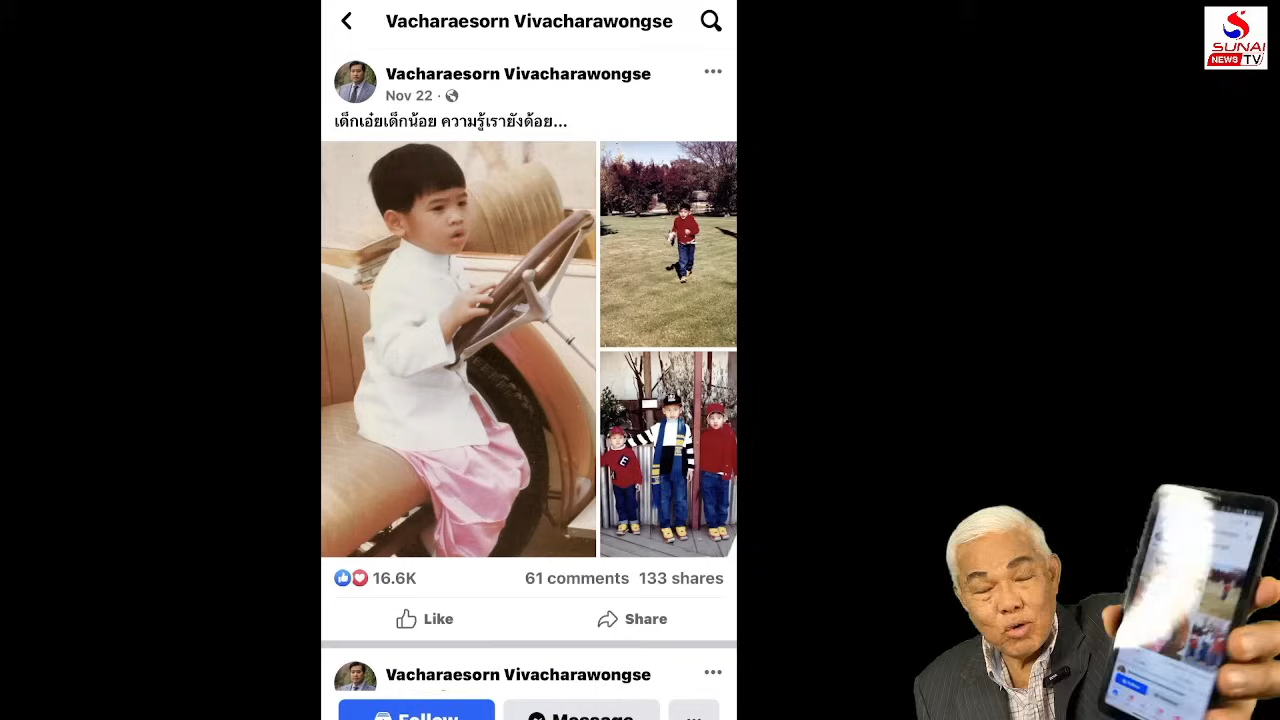 Vacharaesorn Vivacharawongse
Vacharaesorn Vivacharawongse
Nov 22 ·
เด็กเอ๋ยเด็กน้อย ความรู้เรายังด้อย...
E
16.6K
61 comments 133 shares
Like
Share
Vacharaesorn Vivacharawongse
Follow
Message
SUNAI
NEWS TV